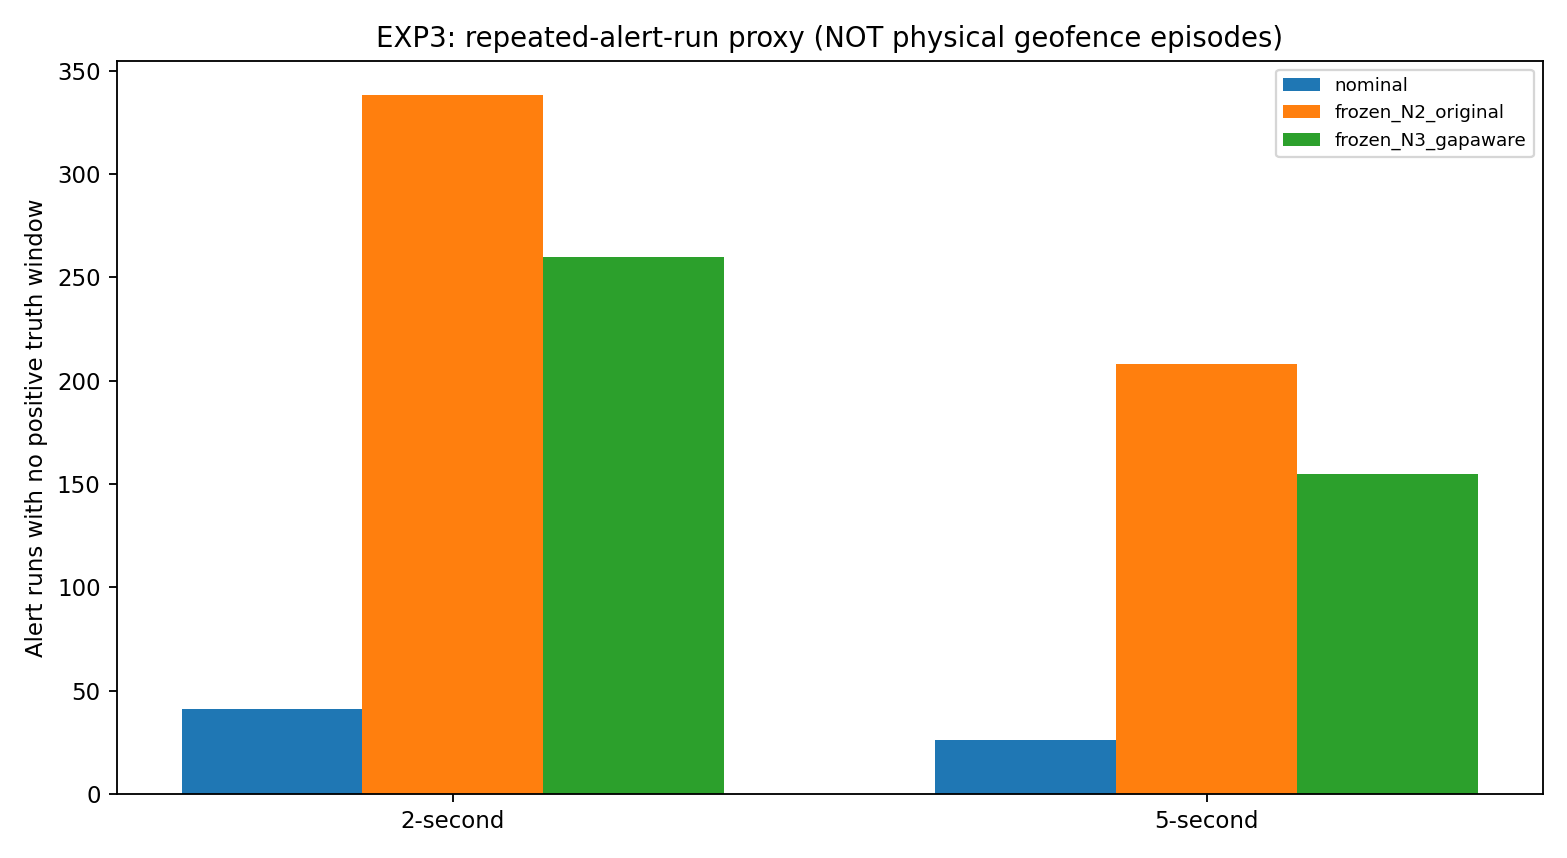 EXP3: repeated-alert-run proxy (NOT physical geofence episodes)
Alert runs with no positive truth window
350
300
250
200
150
100
50
0
nominal
frozen_N2_original
frozen_N3_gapaware
2-second
5-second